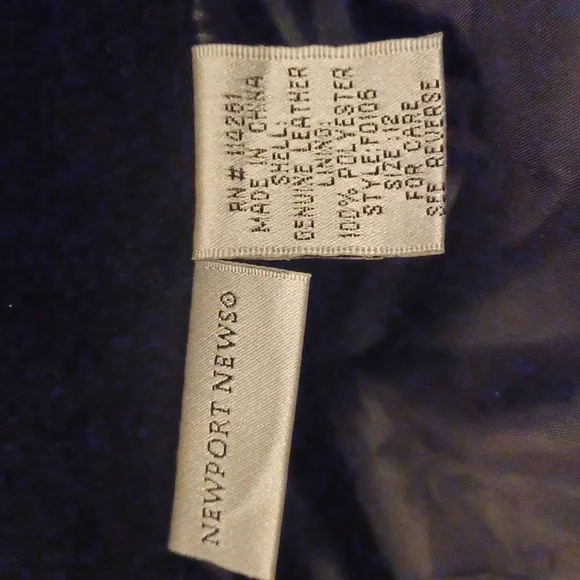 RN# 114261
MADE IN CHINA
SHELL:
GENUINE LEATHER
LINING:
100% POLYESTER
STYLE:F0106
SIZE :12
FOR CARE
SEE REVERSE
NEWPORT NEWS®